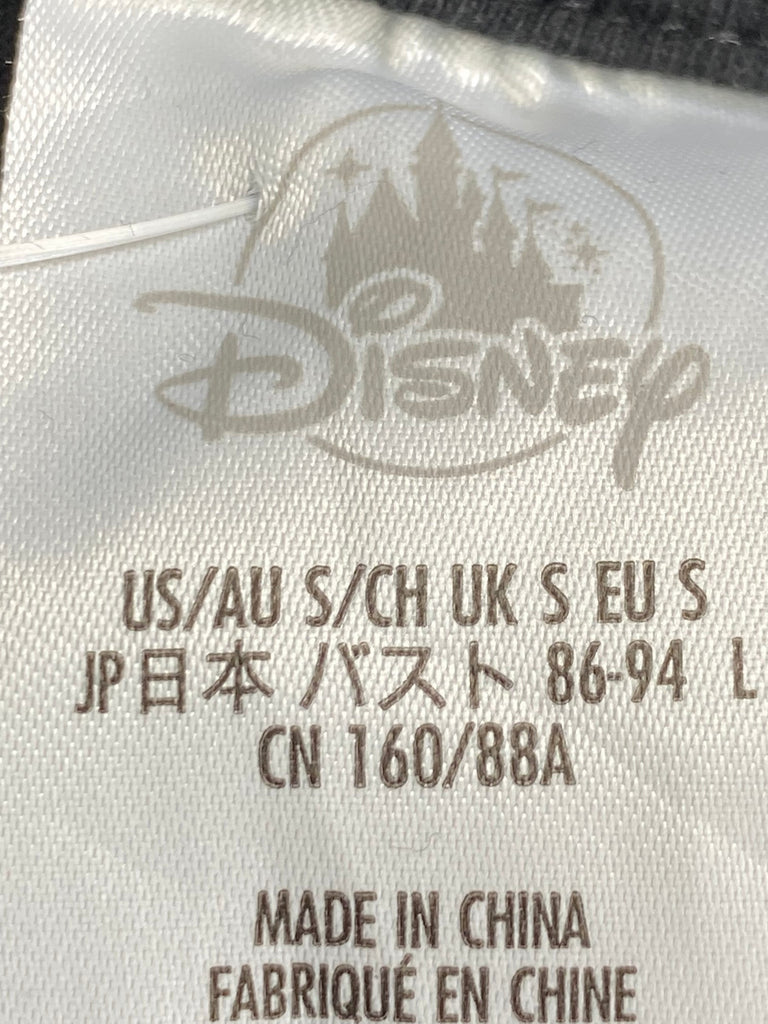 Disney
US/AU S/CH UK S EU S
JP日本 バスト 86-94 L
CN 160/88A
MADE IN CHINA
FABRIQUÉ EN CHINE